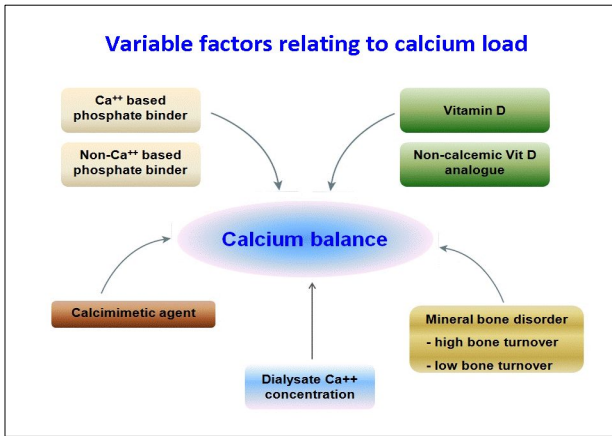 Variable factors relating to calcium load
Ca⁺⁺ based
phosphate binder
Non-Ca⁺⁺ based
phosphate binder
Vitamin D
Non-calcemic Vit D
analogue
Calcium balance
Calcimimetic agent
Dialysate Ca++
concentration
Mineral bone disorder
- high bone turnover
- low bone turnover